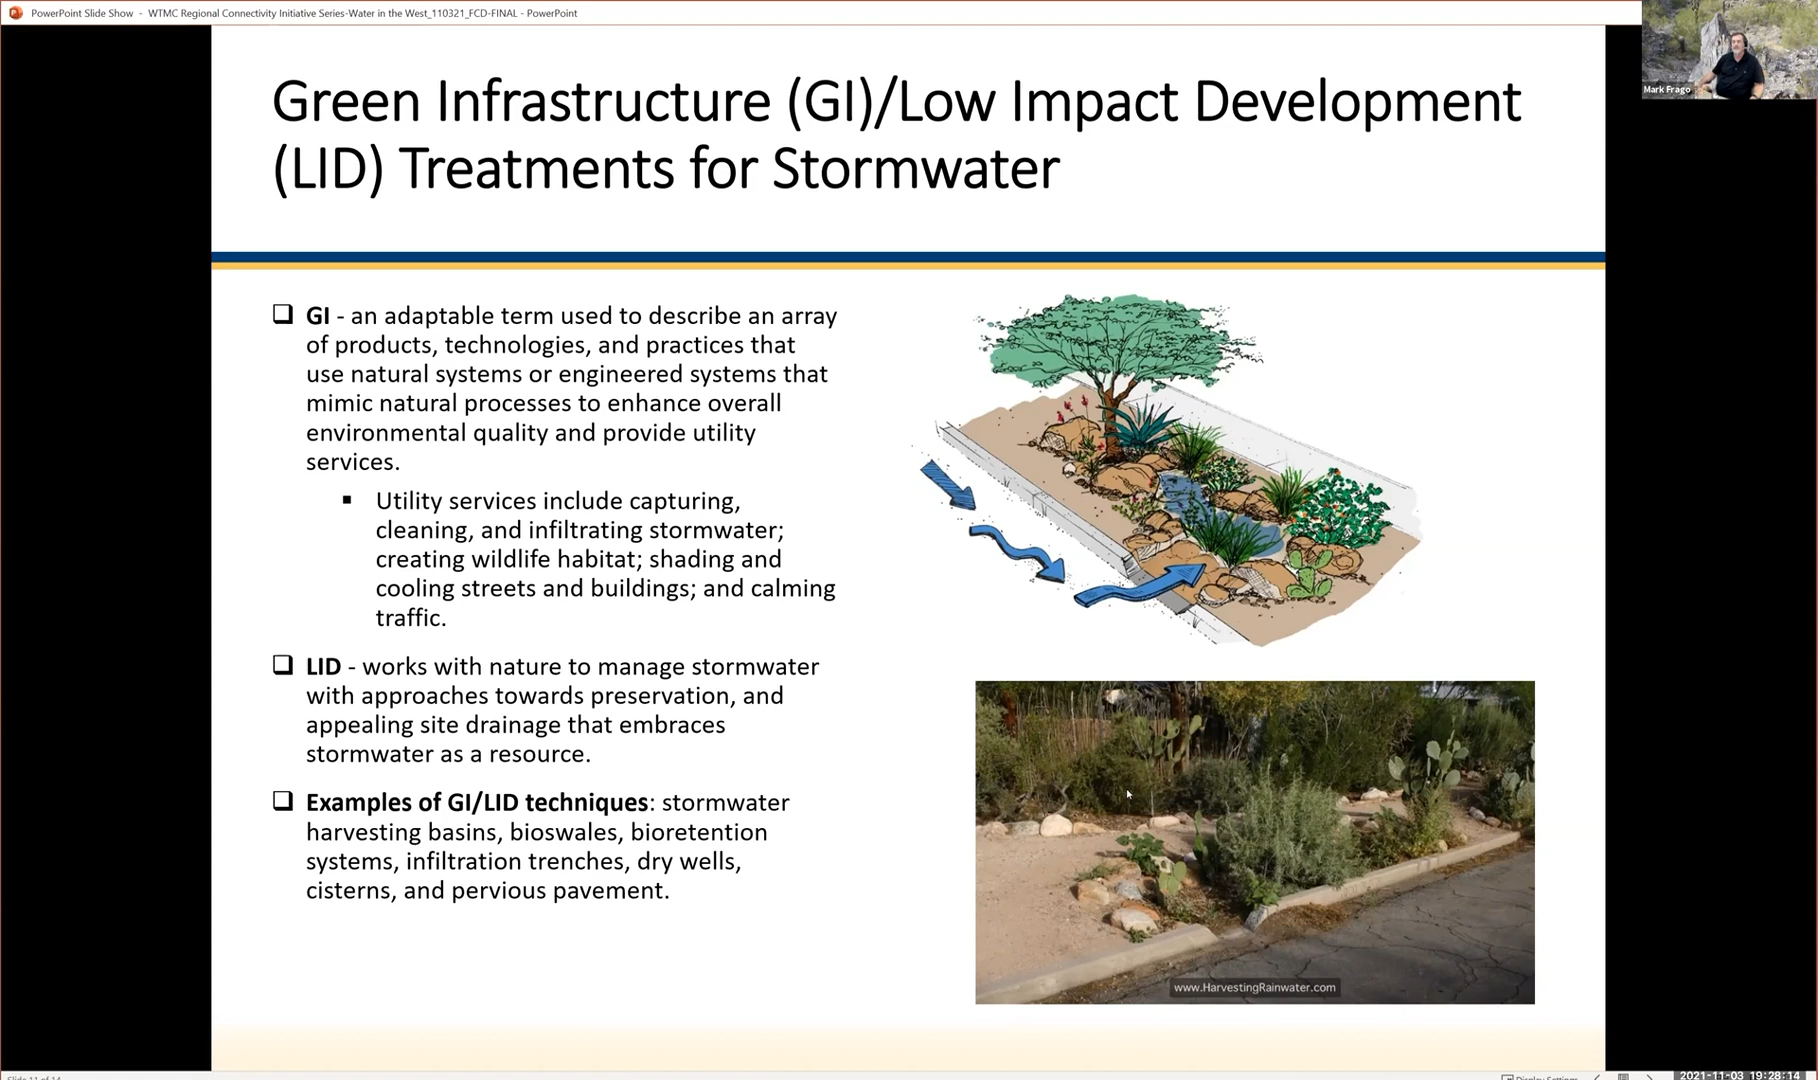 PowerPoint Slide Show - WTMC Regional Connectivity Initiative Series-Water in the West_110321_FCD-FINAL - PowerPoint
Mark Frago
Green Infrastructure (GI)/Low Impact Development
(LID) Treatments for Stormwater
GI - an adaptable term used to describe an array
of products, technologies, and practices that
use natural systems or engineered systems that
mimic natural processes to enhance overall
environmental quality and provide utility
services.
Utility services include capturing,
cleaning, and infiltrating stormwater;
creating wildlife habitat; shading and
cooling streets and buildings; and calming
traffic.
LID - works with nature to manage stormwater
with approaches towards preservation, and
appealing site drainage that embraces
stormwater as a resource.
Examples of GI/LID techniques: stormwater
harvesting basins, bioswales, bioretention
systems, infiltration trenches, dry wells,
cisterns, and pervious pavement.
www.HarvestingRainwater.com
Slide 11 of 14
Display Settings
2021-11-03 19:28:14